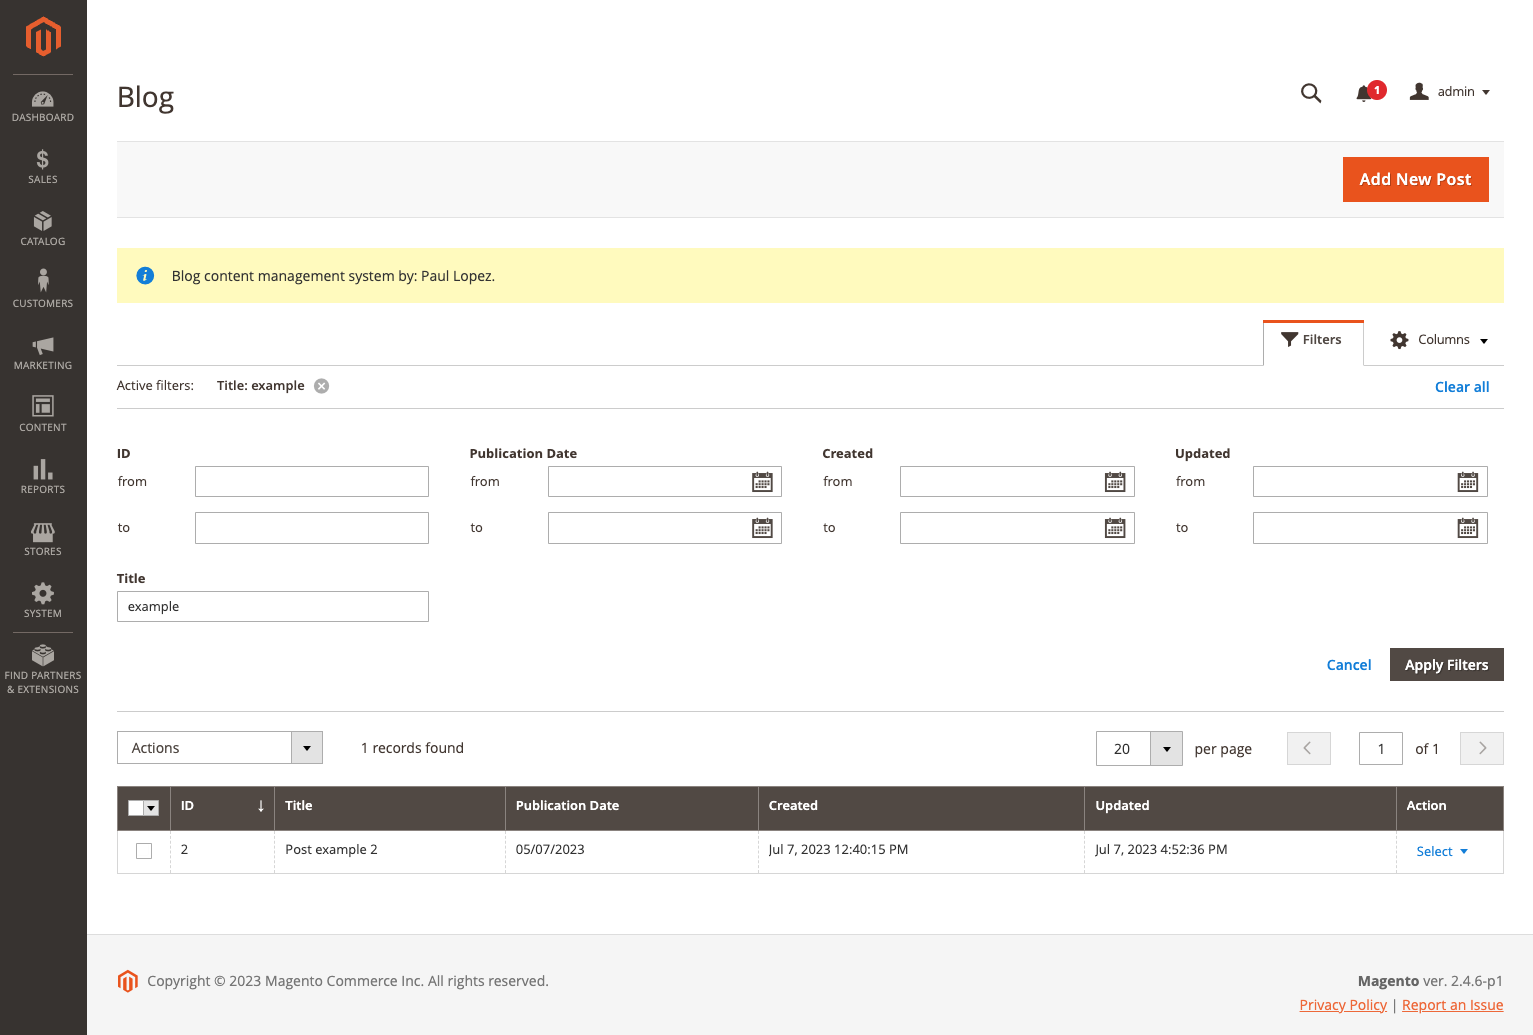 DASHBOARD
SALES
CATALOG
CUSTOMERS
MARKETING
CONTENT
REPORTS
STORES
SYSTEM
FIND PARTNERS
& EXTENSIONS
Blog
1
admin
Add New Post
i Blog content management system by: Paul Lopez.
Filters Columns
Active filters: Title: example Clear all
ID Publication Date Created Updated
from from from from
to to to to
Title
example
Cancel Apply Filters
Actions 1 records found 20 per page 1 of 1
ID ↓ Title Publication Date Created Updated Action
2 Post example 2 05/07/2023 Jul 7, 2023 12:40:15 PM Jul 7, 2023 4:52:36 PM Select
Copyright © 2023 Magento Commerce Inc. All rights reserved. Magento ver. 2.4.6-p1
Privacy Policy | Report an Issue